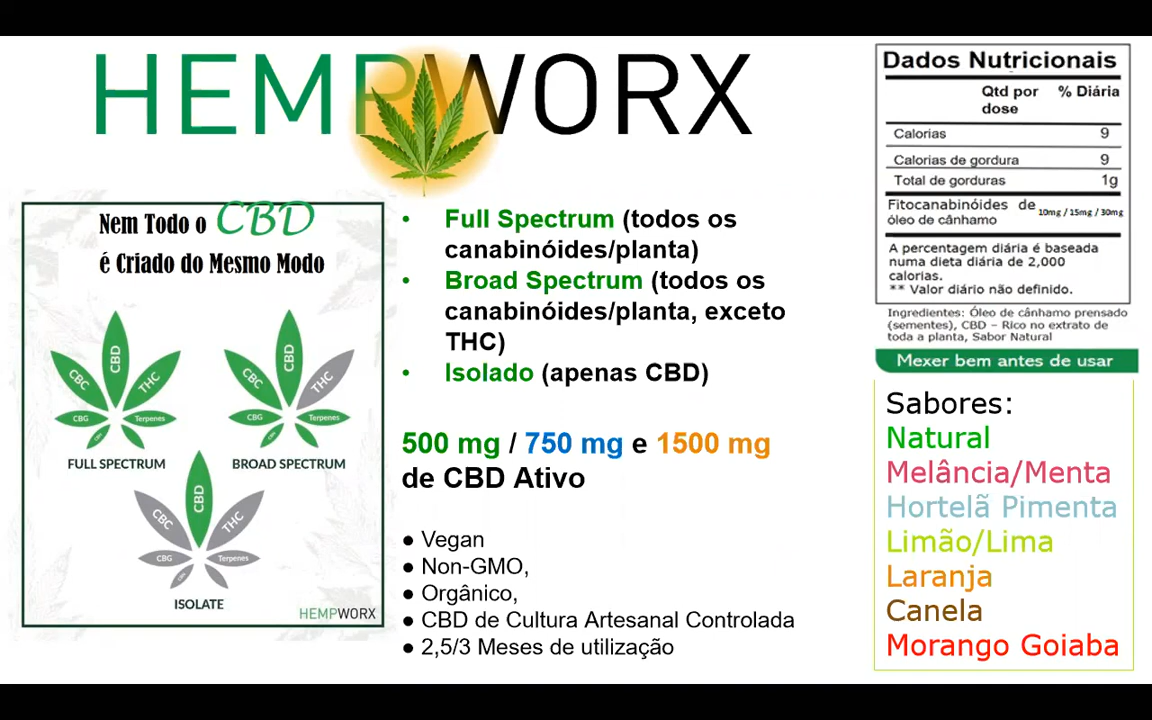 HEMPWORX
Nem Todo o CBD
é Criado do Mesmo Modo
CBD
CBC
THC
CBG
Terpenes
CBN
FULL SPECTRUM
CBD
CBC
THC
CBG
Terpenes
CBN
BROAD SPECTRUM
CBD
CBC
THC
CBG
Terpenes
CBN
ISOLATE
HEMPWORX
• Full Spectrum (todos os
canabinóides/planta)
• Broad Spectrum (todos os
canabinóides/planta, exceto
THC)
• Isolado (apenas CBD)
500 mg / 750 mg e 1500 mg
de CBD Ativo
● Vegan
● Non-GMO,
● Orgânico,
● CBD de Cultura Artesanal Controlada
● 2,5/3 Meses de utilização
Dados Nutricionais
Qtd por % Diária
dose
Calorias 9
Calorias de gordura 9
Total de gorduras 1g
Fitocanabinóides de 10mg / 15mg / 30mg
óleo de cânhamo
A percentagem diária é baseada
numa dieta diária de 2,000
calorias.
** Valor diário não definido.
Ingredientes: Óleo de cânhamo prensado
(sementes), CBD – Rico no extrato de
toda a planta, Sabor Natural
Mexer bem antes de usar
Sabores:
Natural
Melância/Menta
Hortelã Pimenta
Limão/Lima
Laranja
Canela
Morango Goiaba